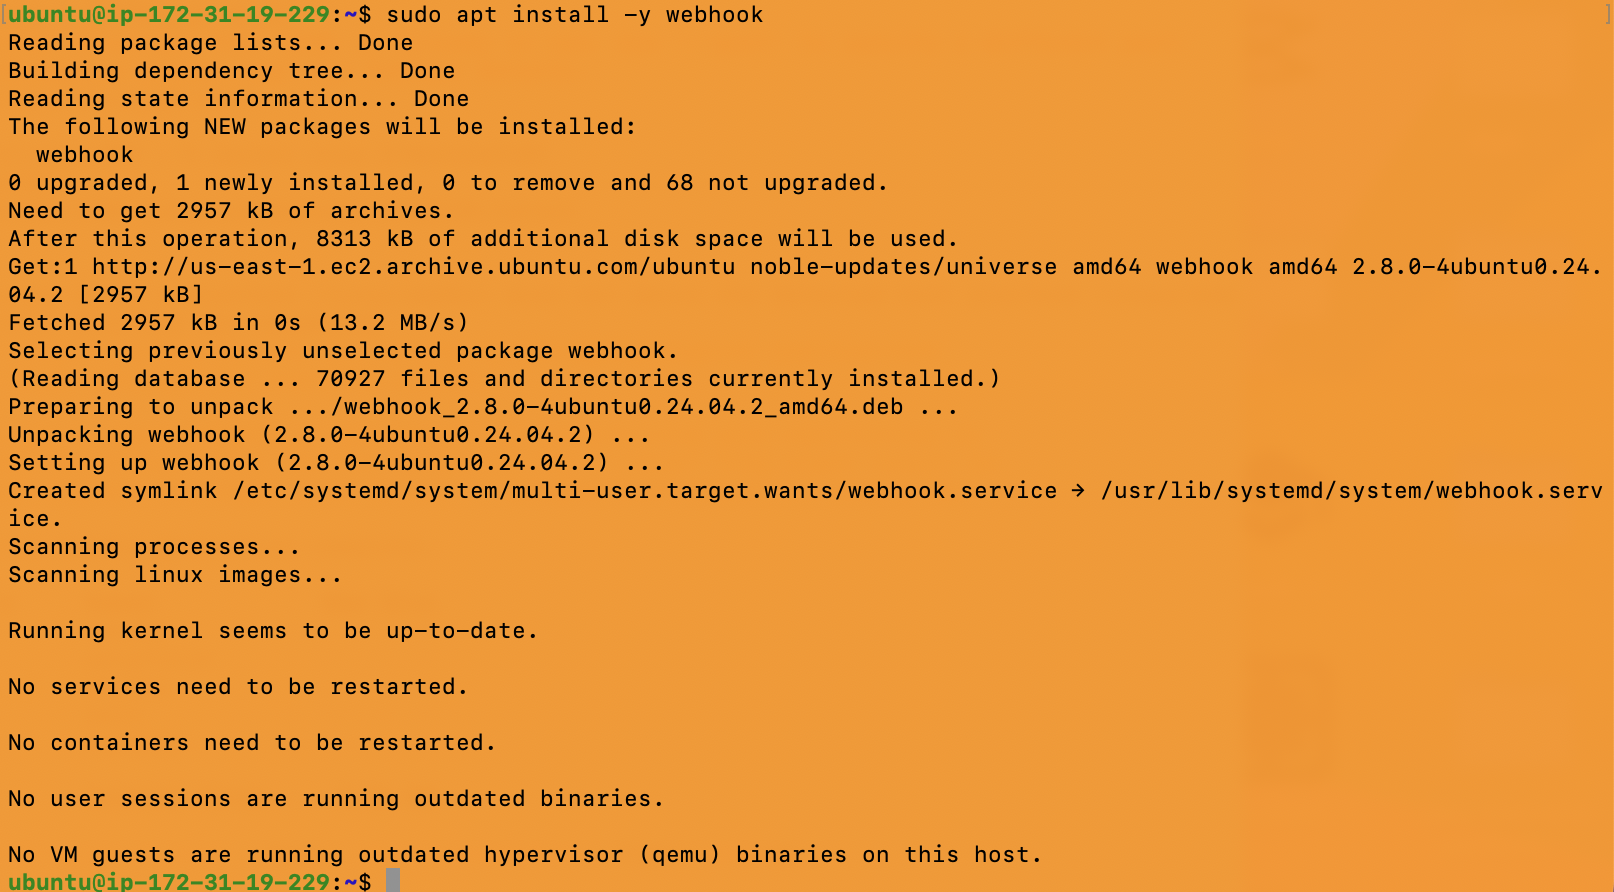 [ubuntu@ip-172-31-19-229:~$ sudo apt install -y webhook ]
Reading package lists... Done
Building dependency tree... Done
Reading state information... Done
The following NEW packages will be installed:
  webhook
0 upgraded, 1 newly installed, 0 to remove and 68 not upgraded.
Need to get 2957 kB of archives.
After this operation, 8313 kB of additional disk space will be used.
Get:1 http://us-east-1.ec2.archive.ubuntu.com/ubuntu noble-updates/universe amd64 webhook amd64 2.8.0-4ubuntu0.24.
04.2 [2957 kB]
Fetched 2957 kB in 0s (13.2 MB/s)
Selecting previously unselected package webhook.
(Reading database ... 70927 files and directories currently installed.)
Preparing to unpack .../webhook_2.8.0-4ubuntu0.24.04.2_amd64.deb ...
Unpacking webhook (2.8.0-4ubuntu0.24.04.2) ...
Setting up webhook (2.8.0-4ubuntu0.24.04.2) ...
Created symlink /etc/systemd/system/multi-user.target.wants/webhook.service → /usr/lib/systemd/system/webhook.serv
ice.
Scanning processes...
Scanning linux images...

Running kernel seems to be up-to-date.

No services need to be restarted.

No containers need to be restarted.

No user sessions are running outdated binaries.

No VM guests are running outdated hypervisor (qemu) binaries on this host.
ubuntu@ip-172-31-19-229:~$